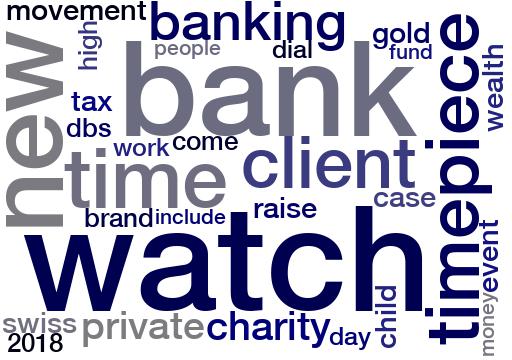 movement
banking
high
people
dial
gold
fund
timepiece
wealth
new
bank
tax
dbs
work
come
client
time
case
brand
include
raise
watch
event
money
child
swiss
private
charity
day
2018